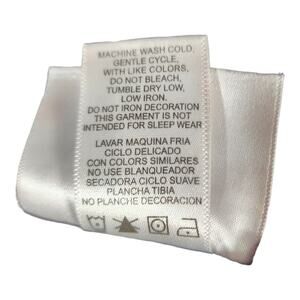 MACHINE WASH COLD,
GENTLE CYCLE,
WITH LIKE COLORS,
DO NOT BLEACH,
TUMBLE DRY LOW,
LOW IRON.
DO NOT IRON DECORATION
THIS GARMENT IS NOT
INTENDED FOR SLEEP WEAR
LAVAR MAQUINA FRIA
CICLO DELICADO
CON COLORS SIMILARES
NO USE BLANQUEADOR
SECADORA CICLO SUAVE
PLANCHA TIBIA
NO PLANCHE DECORACION